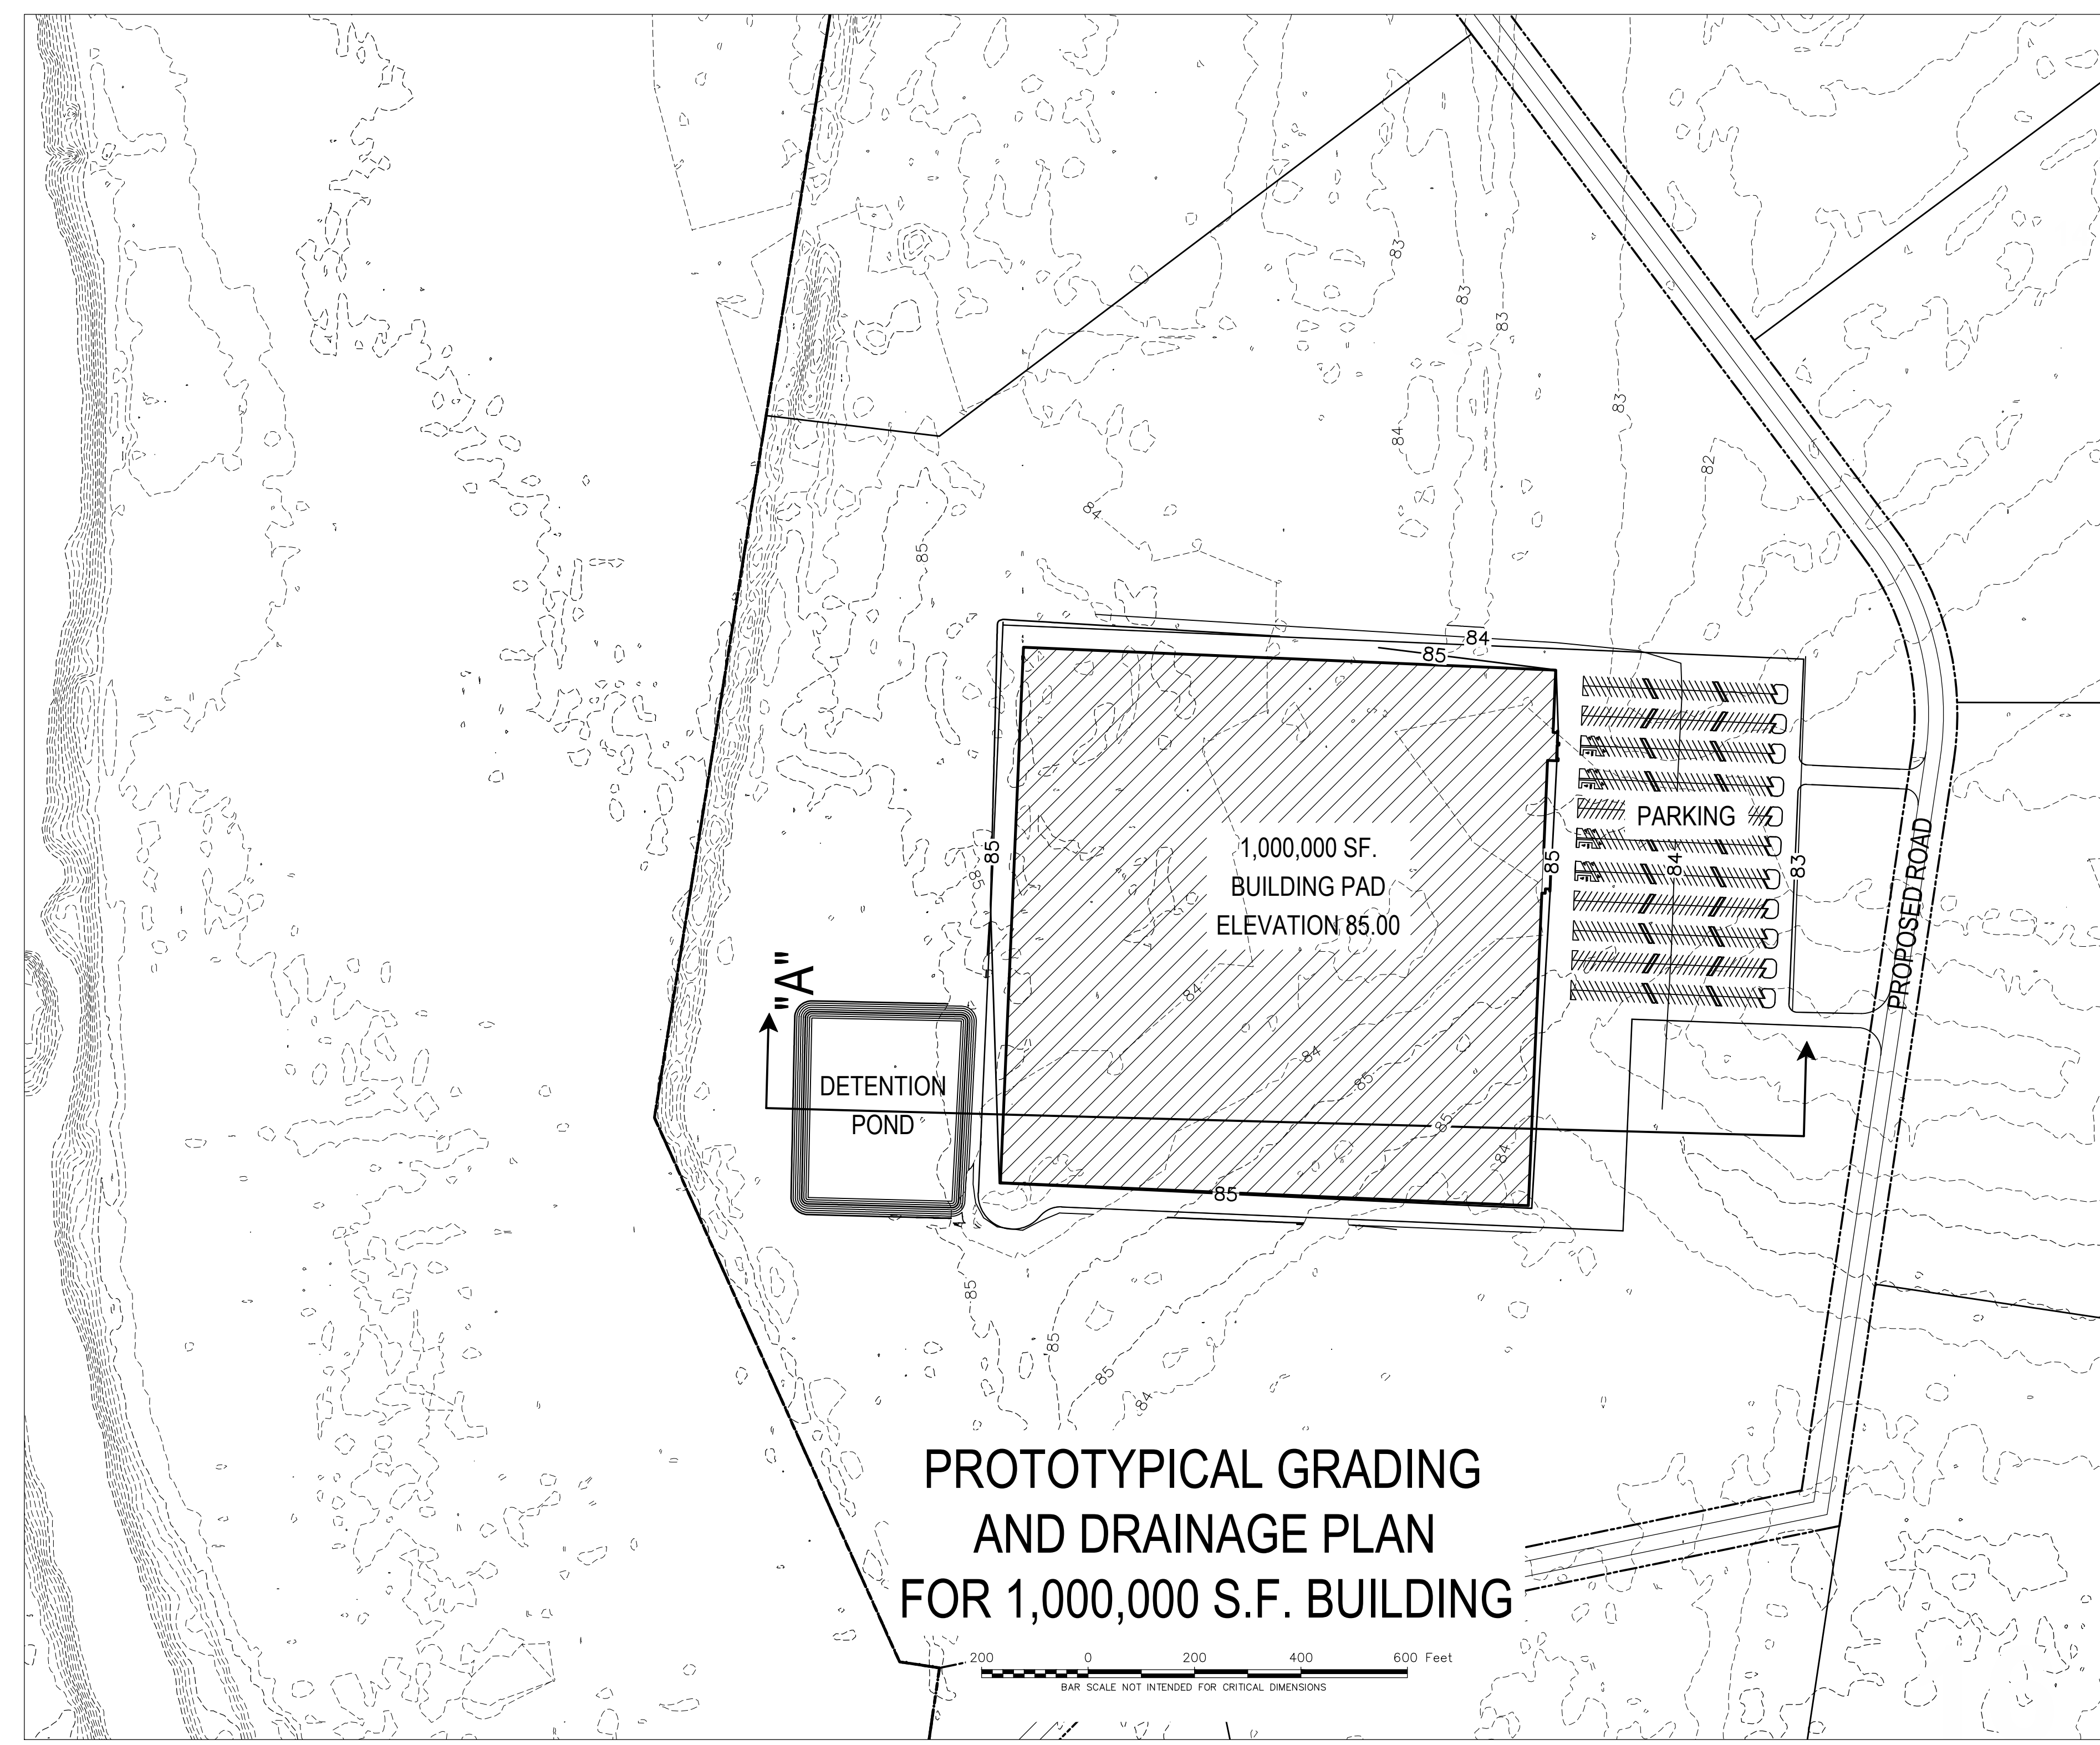 83
83
83
83
84
82
84
85
84
85
1,000,000 SF.
BUILDING PAD
ELEVATION 85.00
PARKING
85
85
85
84
83
PROPOSED ROAD
"A"
84
84
85
85
84
DETENTION
POND
85
85
85
85
84
PROTOTYPICAL GRADING
AND DRAINAGE PLAN
FOR 1,000,000 S.F. BUILDING
200 0 200 400 600 Feet
BAR SCALE NOT INTENDED FOR CRITICAL DIMENSIONS